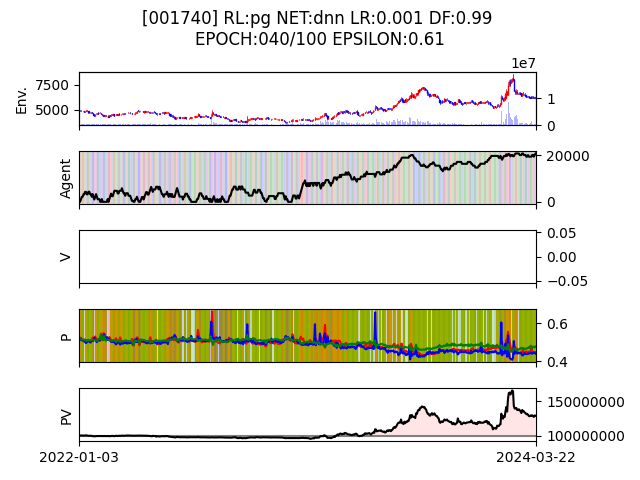 [001740] RL:pg NET:dnn LR:0.001 DF:0.99
EPOCH:040/100 EPSILON:0.61
1e7
Env.
7500
5000
1
0
Agent
20000
0
V
0.05
0.00
−0.05
P
0.6
0.4
PV
150000000
100000000
2022-01-03
2024-03-22